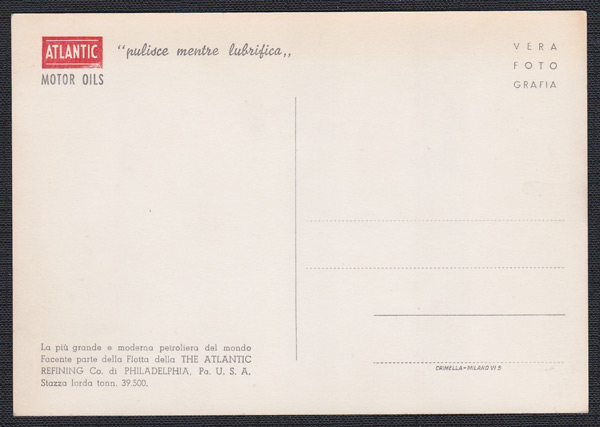 ATLANTIC
MOTOR OILS
“pulisce mentre lubrifica„
VERA
FOTO
GRAFIA
La più grande e moderna petroliera del mondo
Facente parte della Flotta della THE ATLANTIC
REFINING Co. di PHILADELPHIA, Pa. U. S. A.
Stazza lorda tonn. 39.500.
CRIMELLA-MILANO VI 5